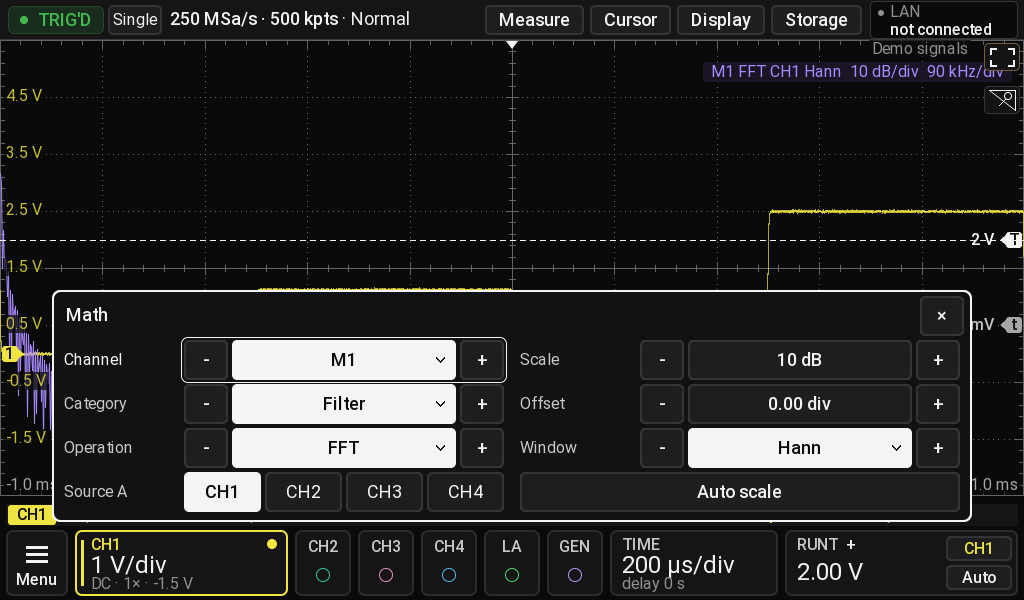 TRIG'D Single 250 MSa/s · 500 kpts · Normal Measure Cursor Display Storage LAN
not connected
Demo signals
M1 FFT CH1 Hann 10 dB/div 90 kHz/div
4.5 V
3.5 V
2.5 V
2 V T
1.5 V
0.5 V
mV t
1
-0.5 V
-1.5 V
-1.0 ms
1.0 ms
Math ×
Channel - M1 + Scale - 10 dB +
Category - Filter + Offset - 0.00 div +
Operation - FFT + Window - Hann +
Source A CH1 CH2 CH3 CH4 Auto scale
CH1
Menu
CH1
1 V/div
DC · 1× · -1.5 V
CH2
CH3
CH4
LA
GEN
TIME
200 µs/div
delay 0 s
RUNT +
2.00 V
CH1
Auto